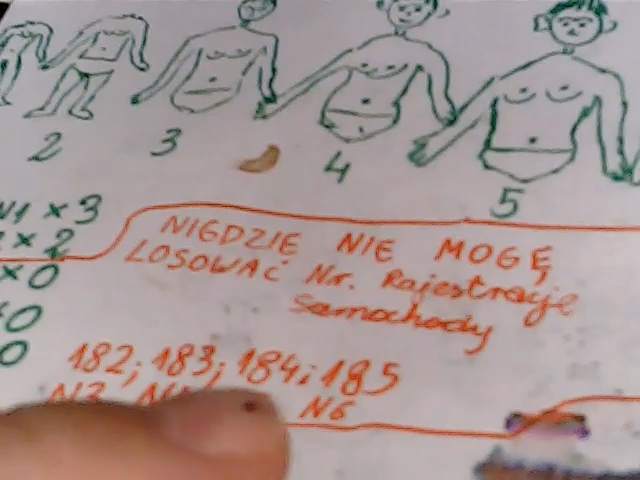 2 3 4 5
x 3
x 2
x 0
0
0
NIGDZIE NIE MOGĘ
LOSOWAĆ Nr. Rajestracje
Samochody
182; 183; 184; 185
N6